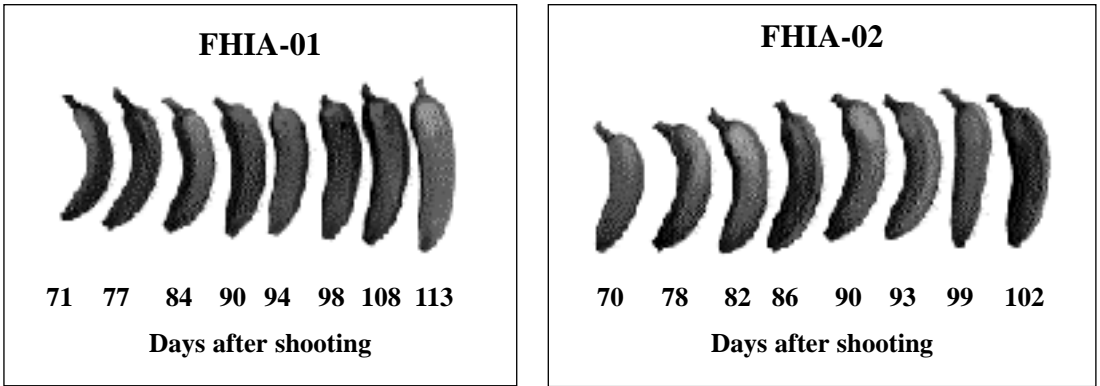 FHIA-01
71 77 84 90 94 98 108 113
Days after shooting
FHIA-02
70 78 82 86 90 93 99 102
Days after shooting